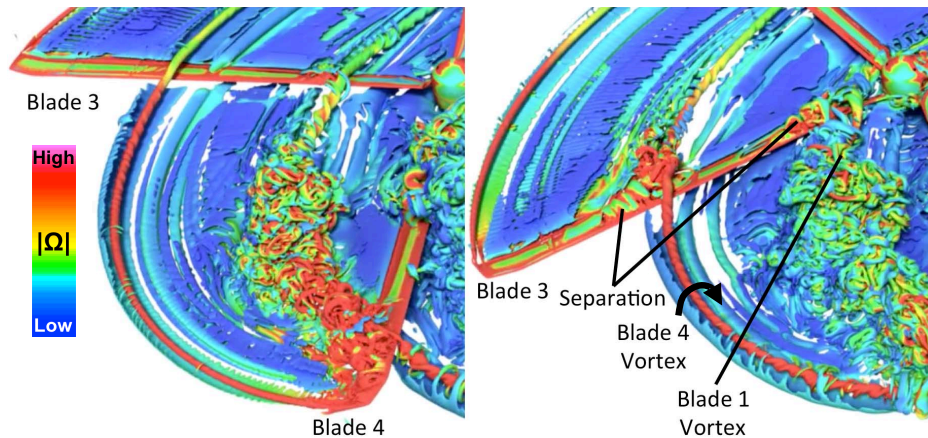 Blade 3
High
|Ω|
Low
Blade 4
Blade 3
Separation
Blade 4
Vortex
Blade 1
Vortex